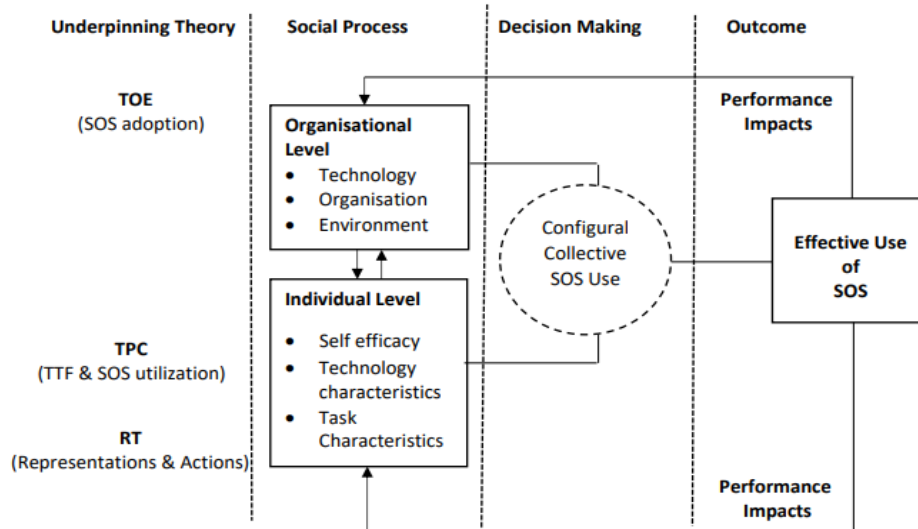 Underpinning Theory
Social Process
Decision Making
Outcome
TOE
(SOS adoption)
Organisational
Level
• Technology
• Organisation
• Environment
Performance
Impacts
Configural
Collective
SOS Use
Effective Use
of
SOS
Individual Level
• Self efficacy
• Technology
characteristics
• Task
Characteristics
TPC
(TTF & SOS utilization)
RT
(Representations & Actions)
Performance
Impacts